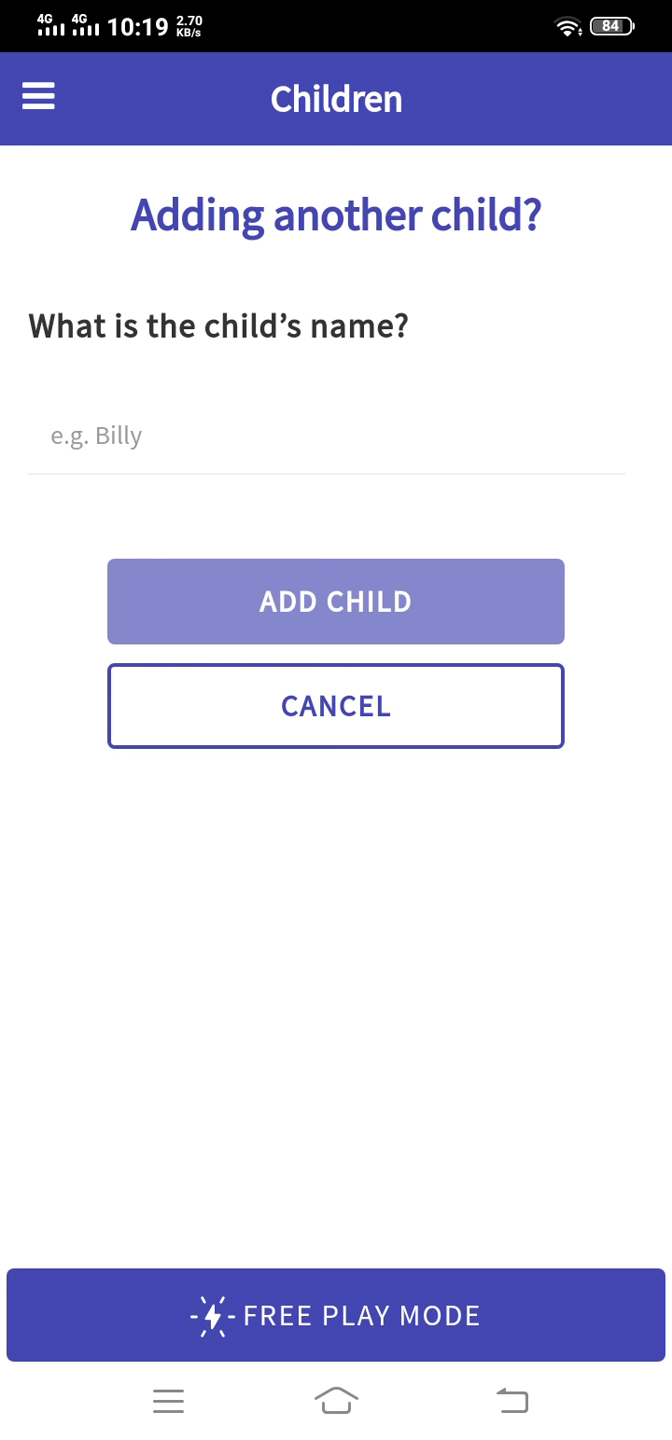 4G 4G 10:19 2.70 KB/s 84
Children
Adding another child?
What is the child’s name?
e.g. Billy
ADD CHILD
CANCEL
FREE PLAY MODE